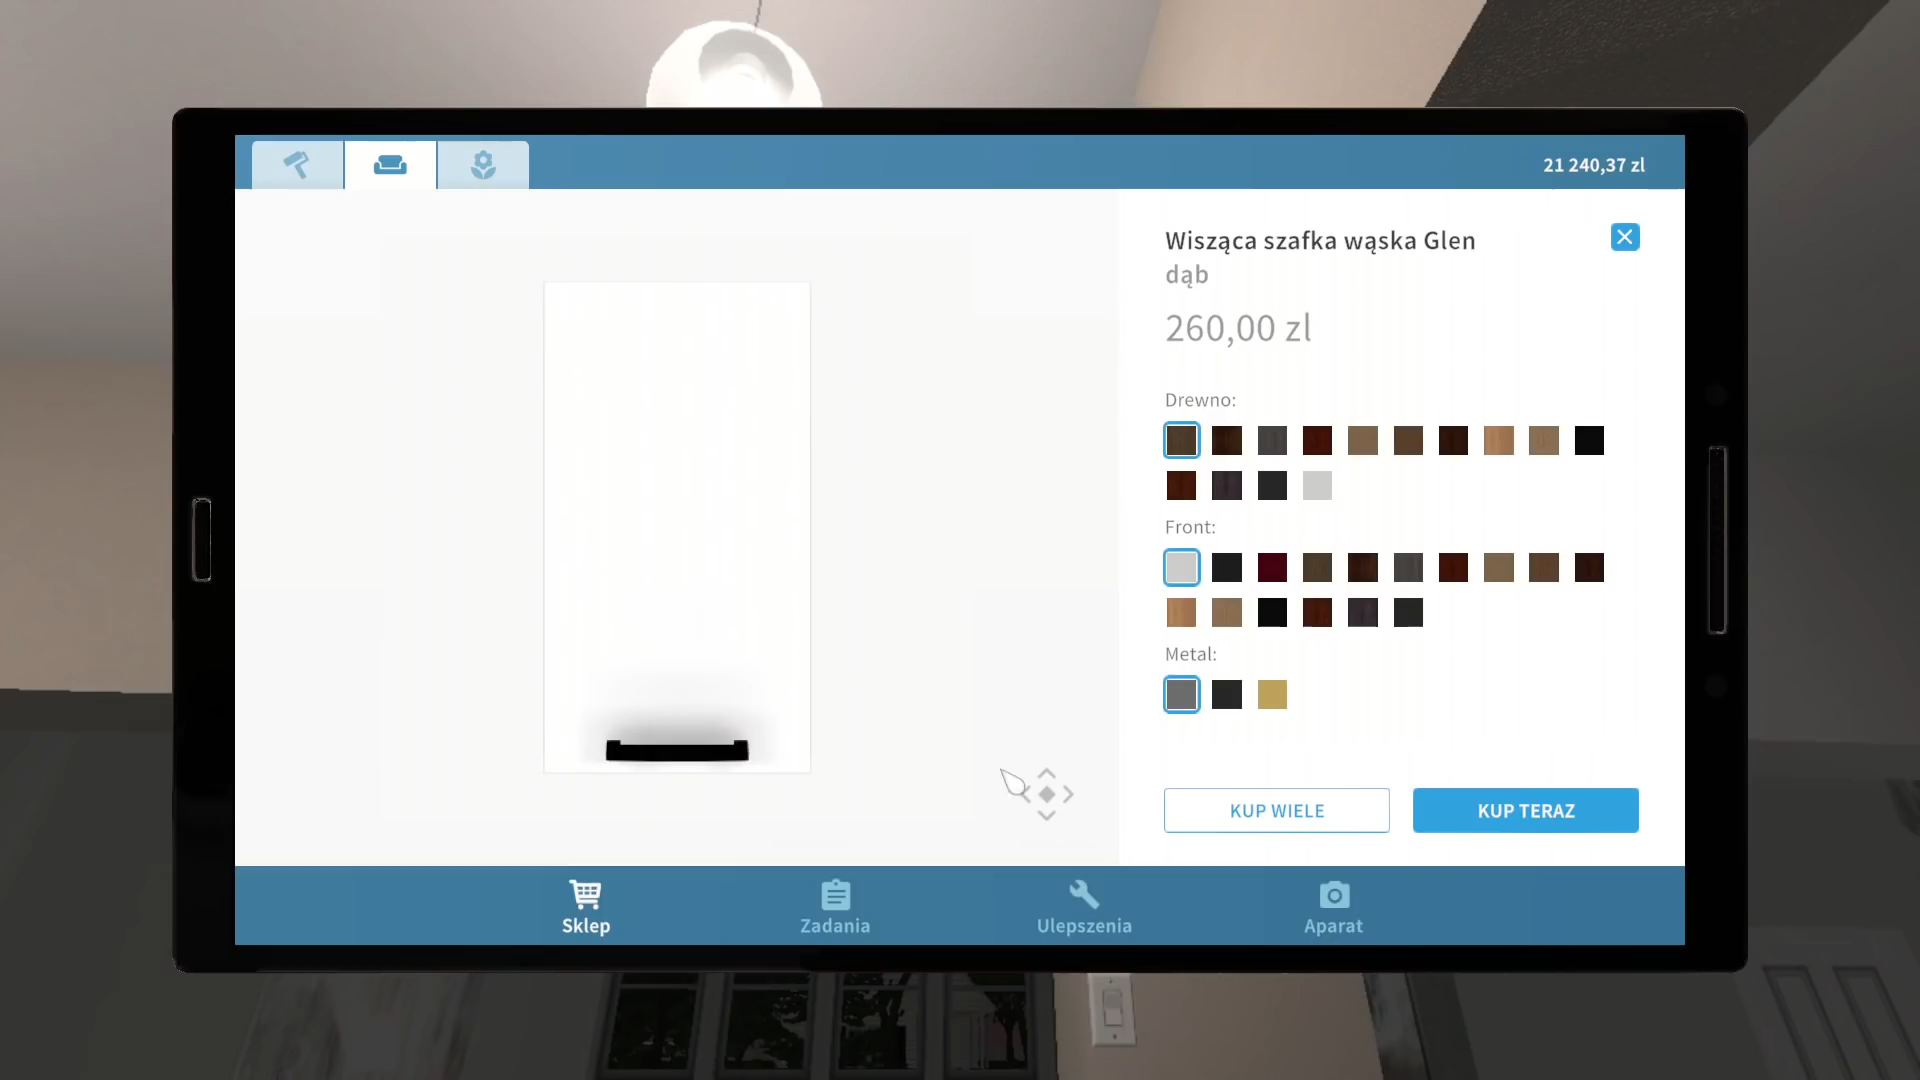 21 240,37 zl
Wisząca szafka wąska Glen
dąb
260,00 zl
Drewno:
Front:
Metal:
KUP WIELE
KUP TERAZ
Sklep
Zadania
Ulepszenia
Aparat